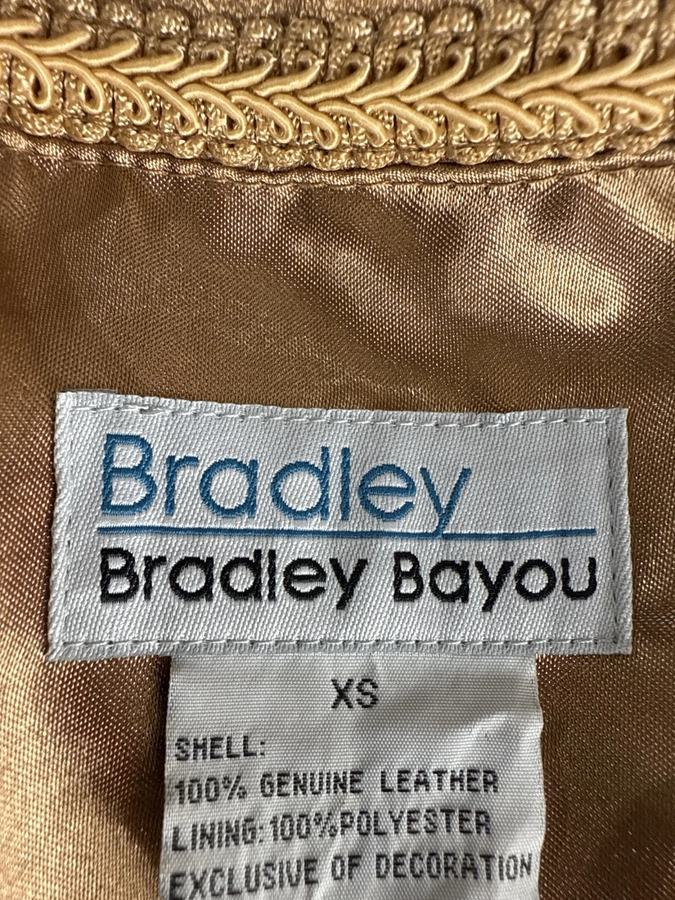 Bradley
Bradley Bayou
XS
SHELL:
100% GENUINE LEATHER
LINING:100%POLYESTER
EXCLUSIVE OF DECORATION